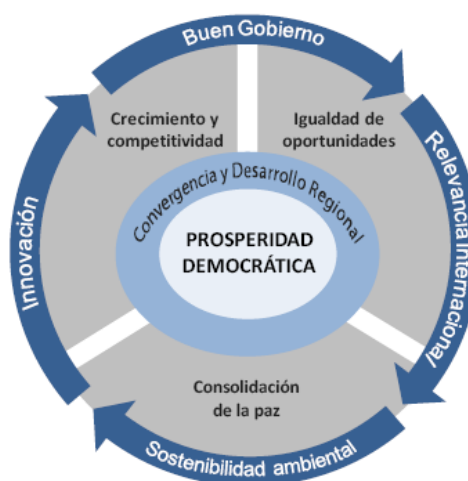 Buen Gobierno
Crecimiento y
competitividad
Igualdad de
oportunidades
Relevancia Internacional
Innovación
Convergencia y Desarrollo Regional
PROSPERIDAD
DEMOCRÁTICA
Consolidación
de la paz
Sostenibilidad ambiental